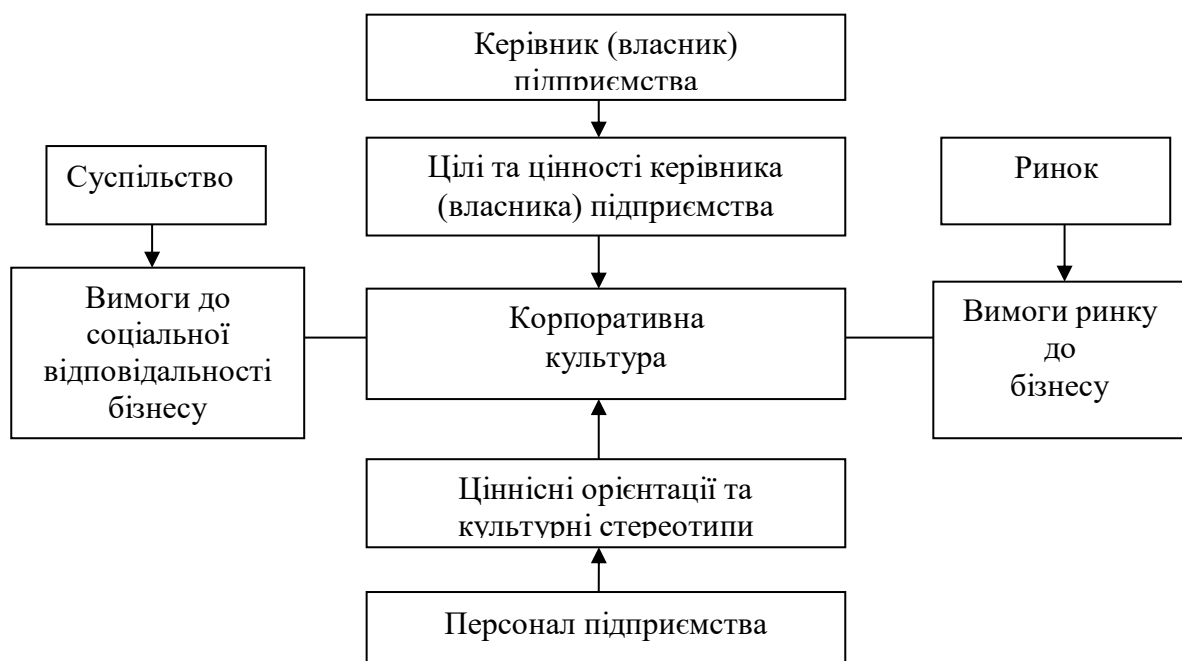 Керівник (власник)
підприємства
Цілі та цінності керівника
(власника) підприємства
Суспільство
Ринок
Вимоги до
соціальної
відповідальності
бізнесу
Корпоративна
культура
Вимоги ринку
до
бізнесу
Ціннісні орієнтації та
культурні стереотипи
Персонал підприємства